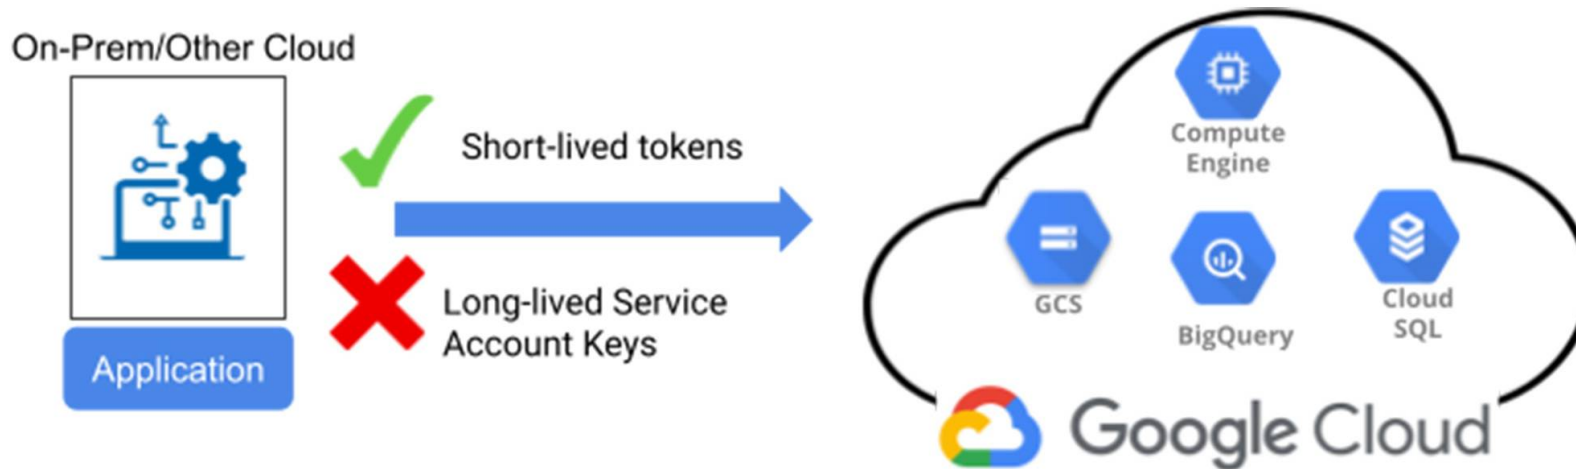 On-Prem/Other Cloud
Application
Short-lived tokens
Long-lived Service
Account Keys
Compute
Engine
GCS
BigQuery
Cloud
SQL
Google Cloud